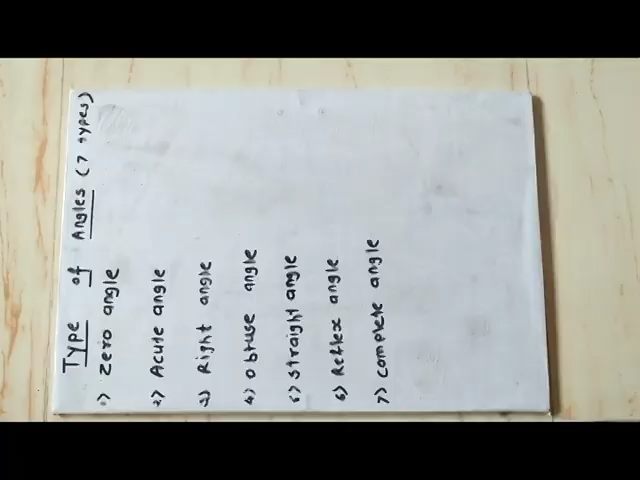 Type of Angles (7 types)
1) Zero angle
2) Acute angle
3) Right angle
4) obtuse angle
5) straight angle
6) Reflex angle
7) complete angle